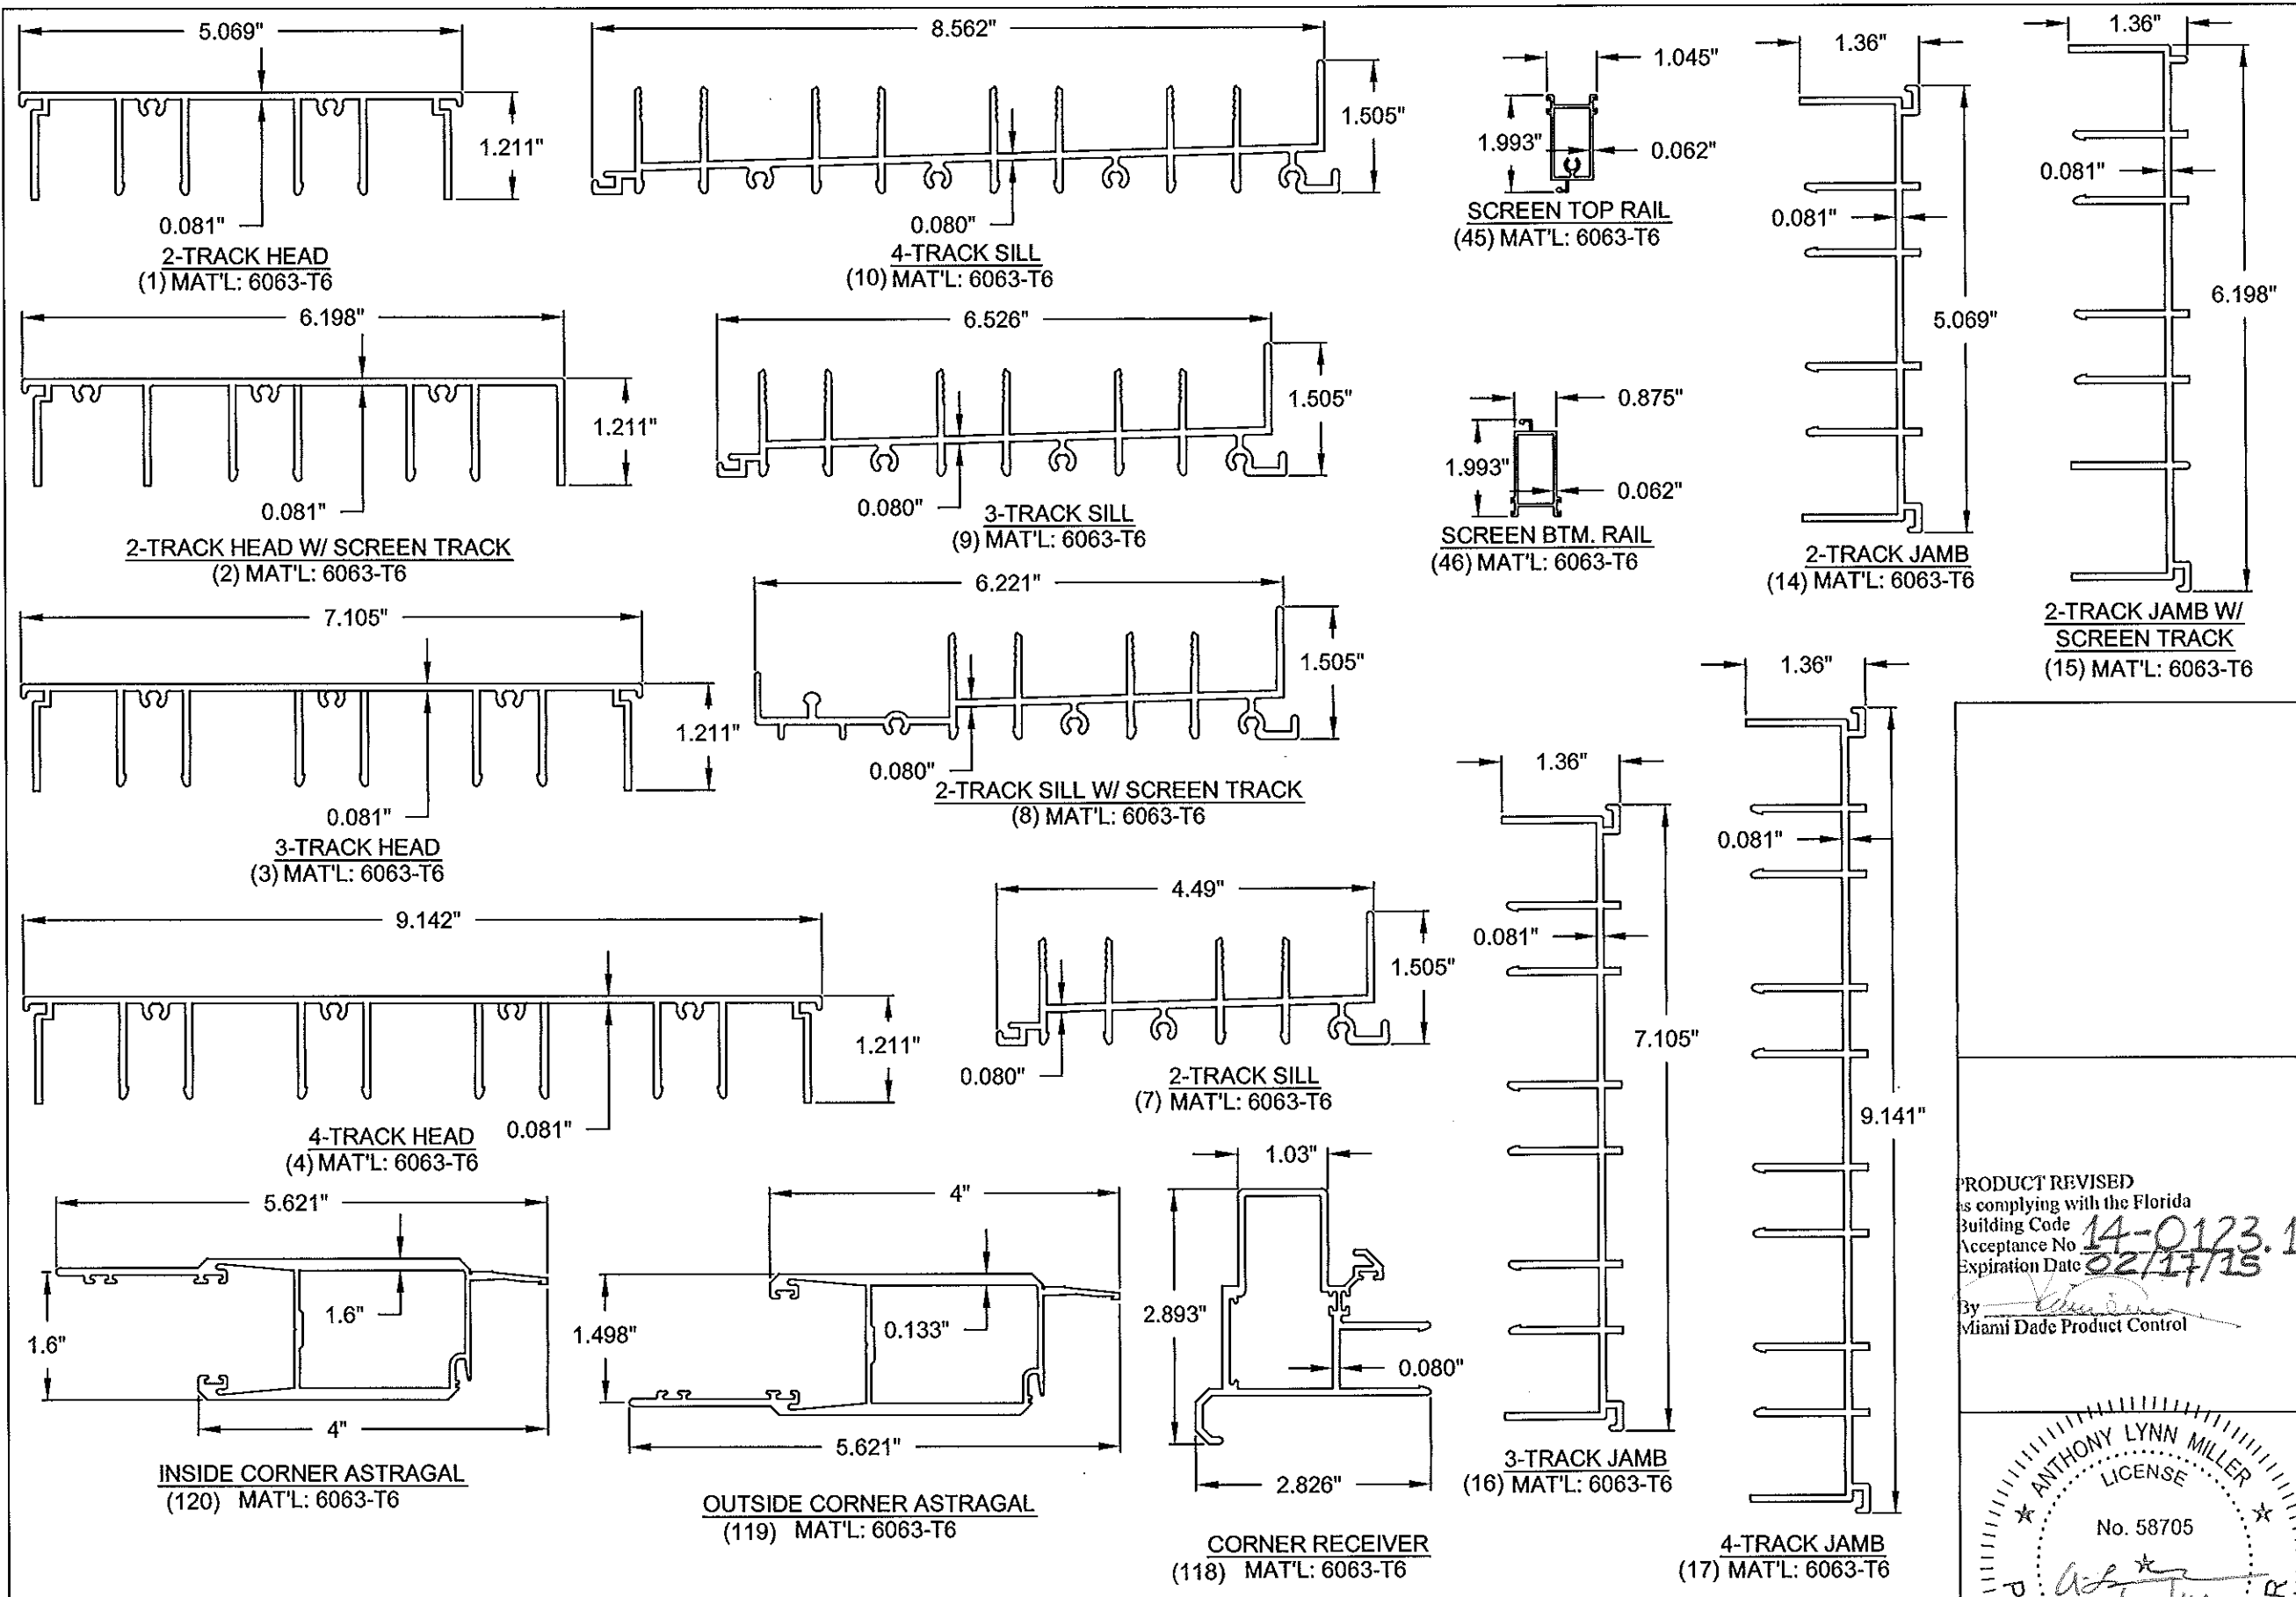 5.069"
1.211"
0.081"
2-TRACK HEAD
(1) MAT'L: 6063-T6
6.198"
1.211"
0.081"
2-TRACK HEAD W/ SCREEN TRACK
(2) MAT'L: 6063-T6
7.105"
1.211"
0.081"
3-TRACK HEAD
(3) MAT'L: 6063-T6
9.142"
1.211"
0.081"
4-TRACK HEAD
(4) MAT'L: 6063-T6
5.621"
1.6"
1.6"
4"
INSIDE CORNER ASTRAGAL
(120) MAT'L: 6063-T6
8.562"
1.505"
0.080"
4-TRACK SILL
(10) MAT'L: 6063-T6
6.526"
1.505"
0.080"
3-TRACK SILL
(9) MAT'L: 6063-T6
6.221"
1.505"
0.080"
2-TRACK SILL W/ SCREEN TRACK
(8) MAT'L: 6063-T6
4.49"
1.505"
0.080"
2-TRACK SILL
(7) MAT'L: 6063-T6
4"
1.498"
0.133"
5.621"
OUTSIDE CORNER ASTRAGAL
(119) MAT'L: 6063-T6
1.03"
2.893"
0.080"
2.826"
CORNER RECEIVER
(118) MAT'L: 6063-T6
1.045"
1.993"
0.062"
SCREEN TOP RAIL
(45) MAT'L: 6063-T6
0.875"
1.993"
0.062"
SCREEN BTM. RAIL
(46) MAT'L: 6063-T6
1.36"
0.081"
5.069"
2-TRACK JAMB
(14) MAT'L: 6063-T6
1.36"
0.081"
6.198"
2-TRACK JAMB W/
SCREEN TRACK
(15) MAT'L: 6063-T6
1.36"
0.081"
7.105"
3-TRACK JAMB
(16) MAT'L: 6063-T6
1.36"
0.081"
9.141"
4-TRACK JAMB
(17) MAT'L: 6063-T6
PRODUCT REVISED
as complying with the Florida
Building Code
Acceptance No 14-0123.1
Expiration Date 02/17/15
By
Miami Dade Product Control
ANTHONY LYNN MILLER
LICENSE
No. 58705